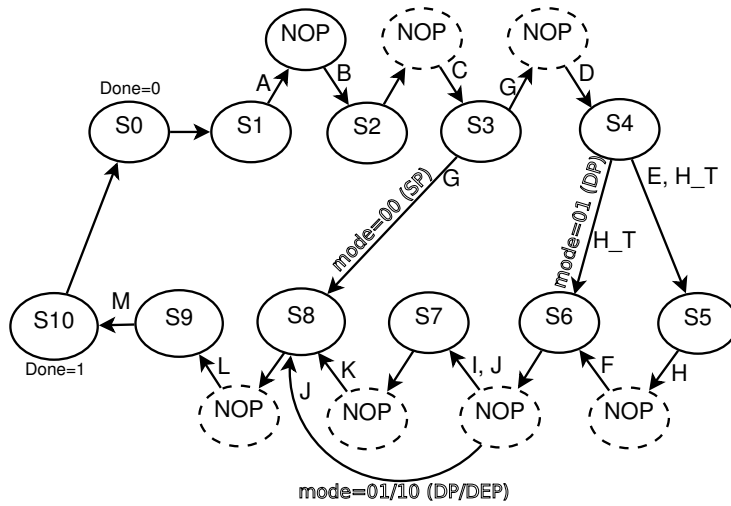 NOP
NOP
NOP
Done=0
A
B
C
G
D
S0
S1
S2
S3
S4
G
E, H_T
mode=00 (SP)
mode=01 (DP)
H_T
M
S10
S9
S8
S7
S6
S5
Done=1
L
J
K
I, J
F
H
NOP
NOP
NOP
NOP
mode=01/10 (DP/DEP)